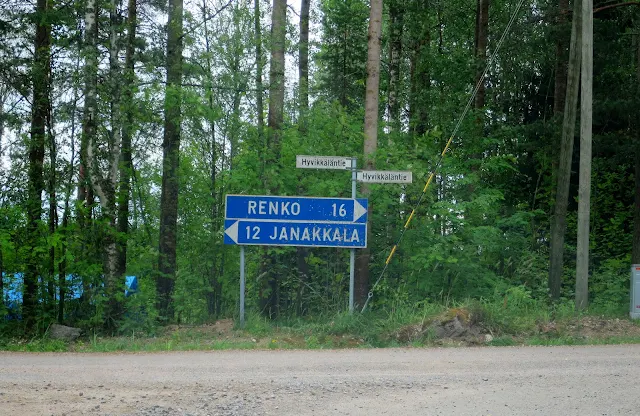 Hyvikkäläntie
Hyvikkäläntie
RENKO 16
12 JANAKKALA